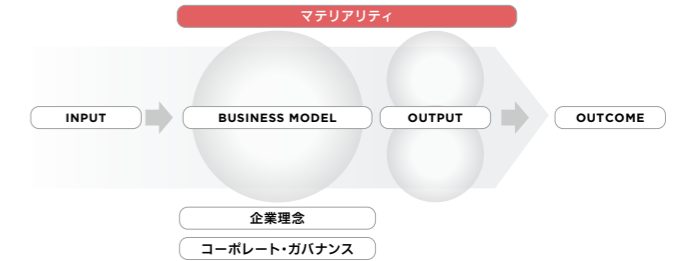 マテリアリティ
INPUT
BUSINESS MODEL
OUTPUT
OUTCOME
企業理念
コーポレート・ガバナンス